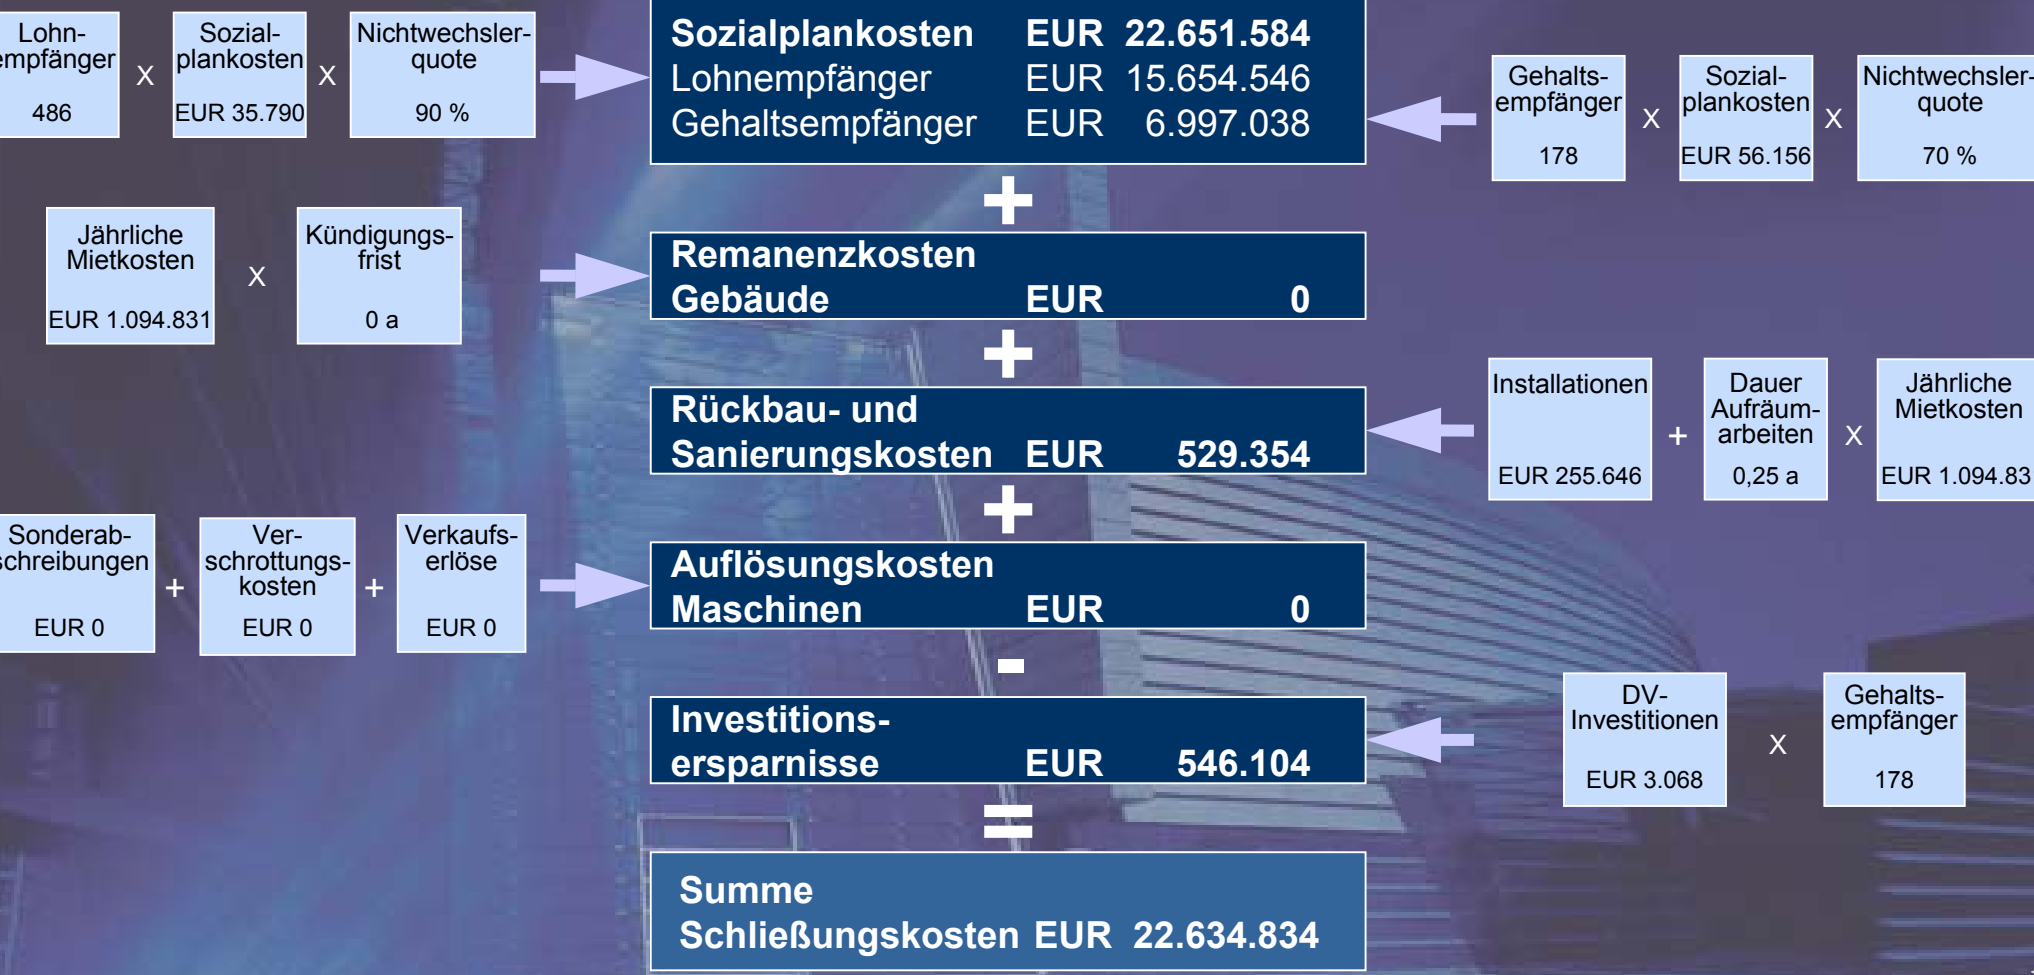 Lohn-
empfänger
486
X
Sozial-
plankosten
EUR 35.790
X
Nichtwechsler-
quote
90 %
Sozialplankosten EUR 22.651.584
Lohnempfänger EUR 15.654.546
Gehaltsempfänger EUR 6.997.038
Gehalts-
empfänger
178
X
Sozial-
plankosten
EUR 56.156
X
Nichtwechsler-
quote
70 %
+
Jährliche
Mietkosten
EUR 1.094.831
X
Kündigungs-
frist
0 a
Remanenzkosten
Gebäude EUR 0
+
Rückbau- und
Sanierungskosten EUR 529.354
Installationen
EUR 255.646
+
Dauer
Aufräum-
arbeiten
0,25 a
X
Jährliche
Mietkosten
EUR 1.094.83
+
Sonderab-
schreibungen
EUR 0
+
Ver-
schrottungs-
kosten
EUR 0
+
Verkaufs-
erlöse
EUR 0
Auflösungskosten
Maschinen EUR 0
-
Investitions-
ersparnisse EUR 546.104
DV-
Investitionen
EUR 3.068
X
Gehalts-
empfänger
178
=
Summe
Schließungskosten EUR 22.634.834